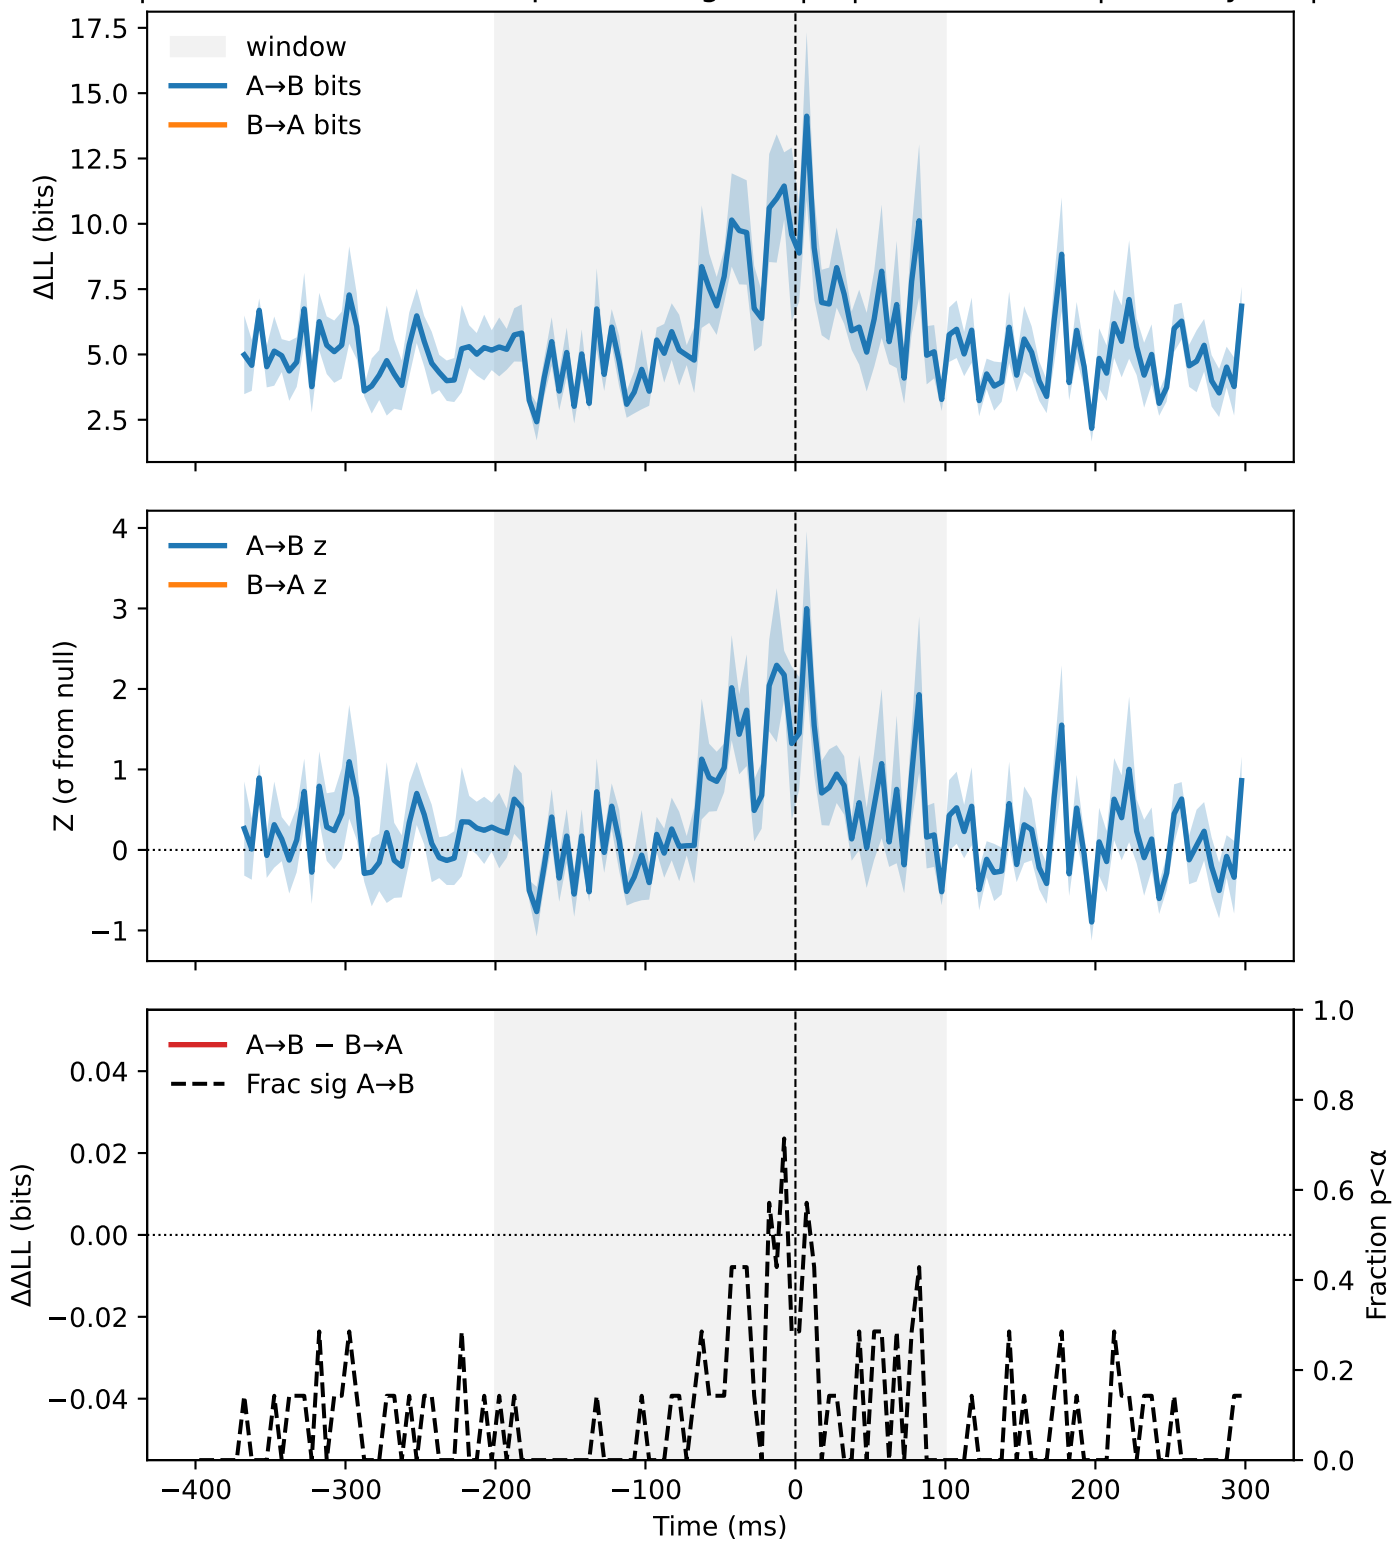 17.5
15.0
12.5
10.0
7.5
5.0
2.5
ΔLL (bits)
window
A→B bits
B→A bits
4
3
2
1
0
−1
Z (σ from null)
A→B z
B→A z
0.04
0.02
0.00
−0.02
−0.04
ΔΔLL (bits)
A→B − B→A
Frac sig A→B
1.0
0.8
0.6
0.4
0.2
0.0
Fraction p<α
−400 −300 −200 −100 0 100 200 300
Time (ms)